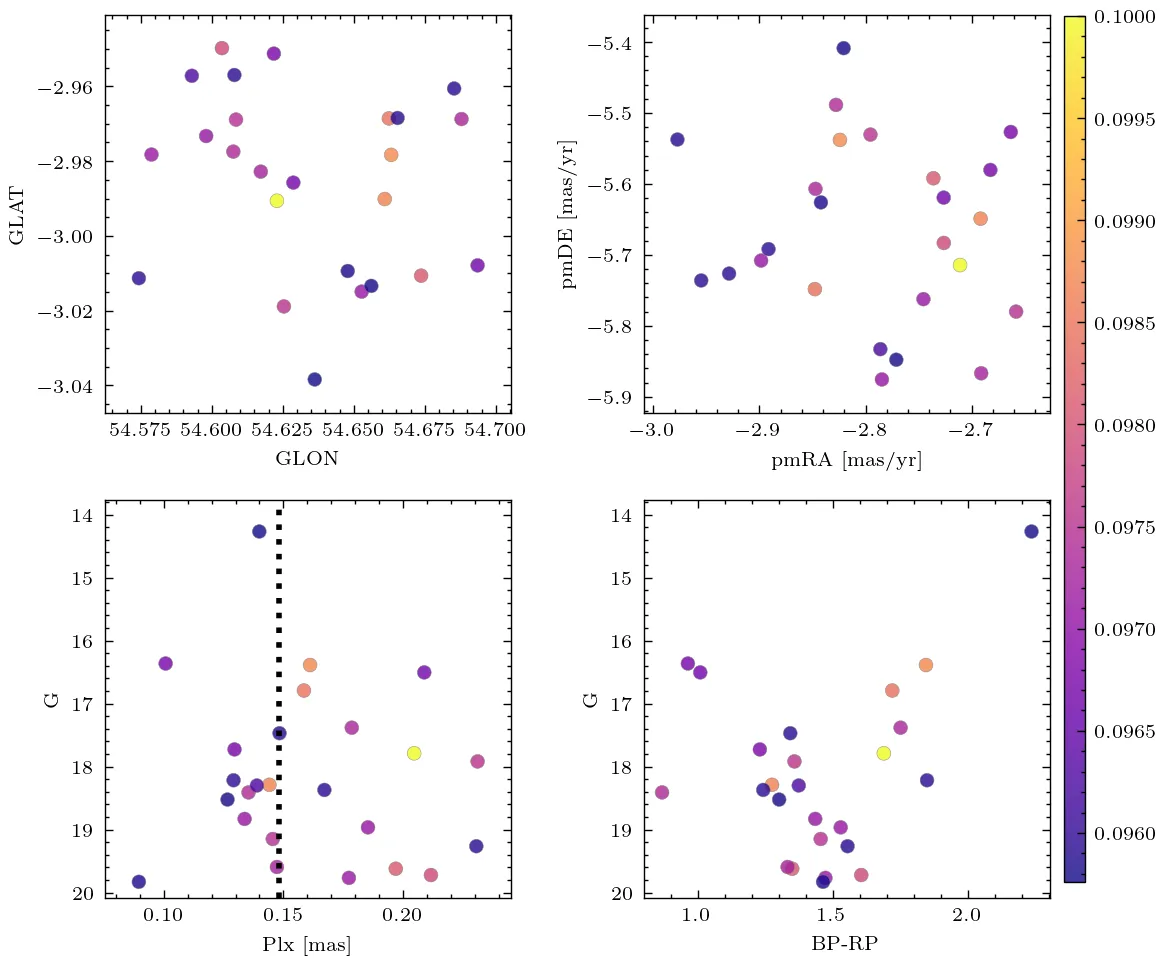 −2.96
−2.98
−3.00
−3.02
−3.04
GLAT
54.575 54.600 54.625 54.650 54.675 54.700
GLON
−5.4
−5.5
−5.6
−5.7
−5.8
−5.9
pmDE [mas/yr]
−3.0 −2.9 −2.8 −2.7
pmRA [mas/yr]
14
15
16
17
18
19
20
G
0.10 0.15 0.20
Plx [mas]
14
15
16
17
18
19
20
G
1.0 1.5 2.0
BP-RP
0.1000
0.0995
0.0990
0.0985
0.0980
0.0975
0.0970
0.0965
0.0960